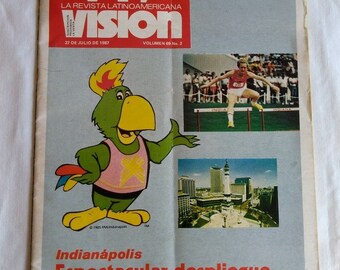 LA REVISTA LATINOAMERICANA
VISION
27 DE JULIO DE 1987
VOLUMEN 69 No. 2
Indianápolis
Espectacular despliegue